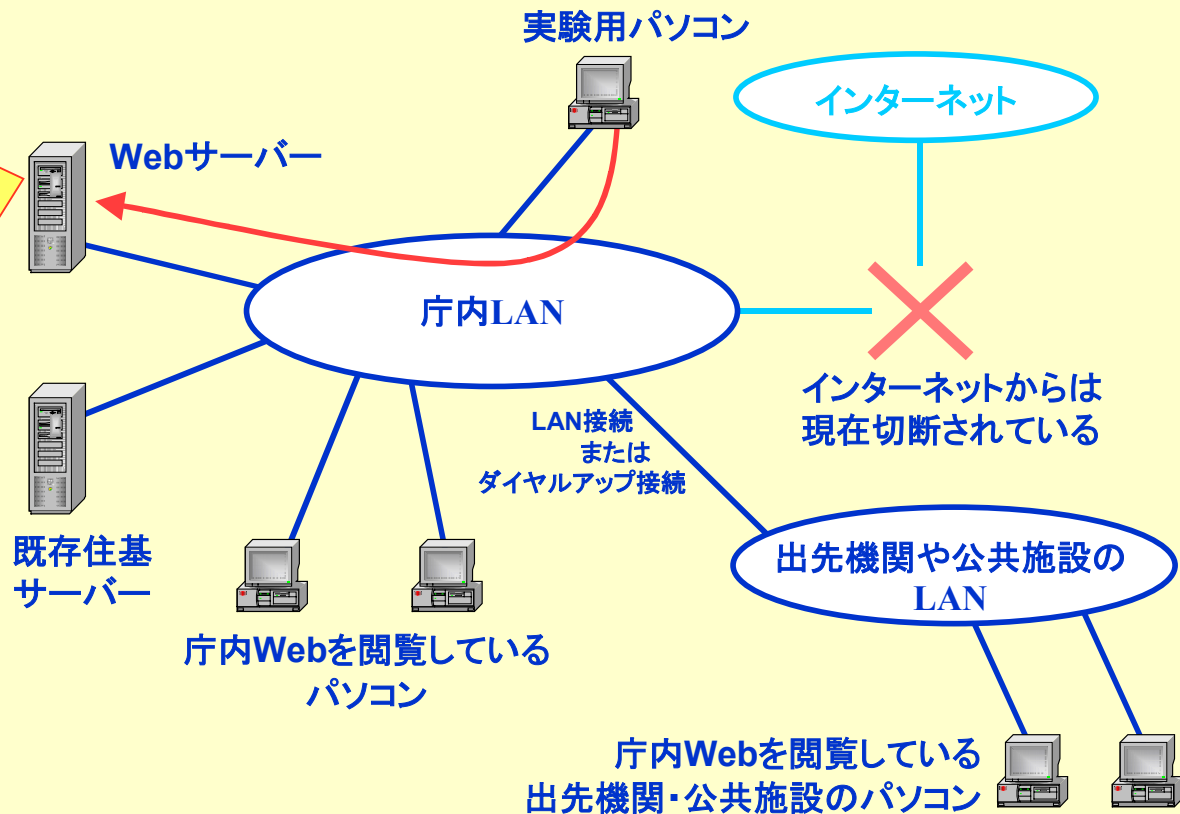 実験用パソコン
インターネット
Webサーバー
庁内LAN
インターネットからは
現在切断されている
LAN接続
または
ダイヤルアップ接続
既存住基
サーバー
出先機関や公共施設の
LAN
庁内Webを閲覧している
パソコン
庁内Webを閲覧している
出先機関・公共施設のパソコン